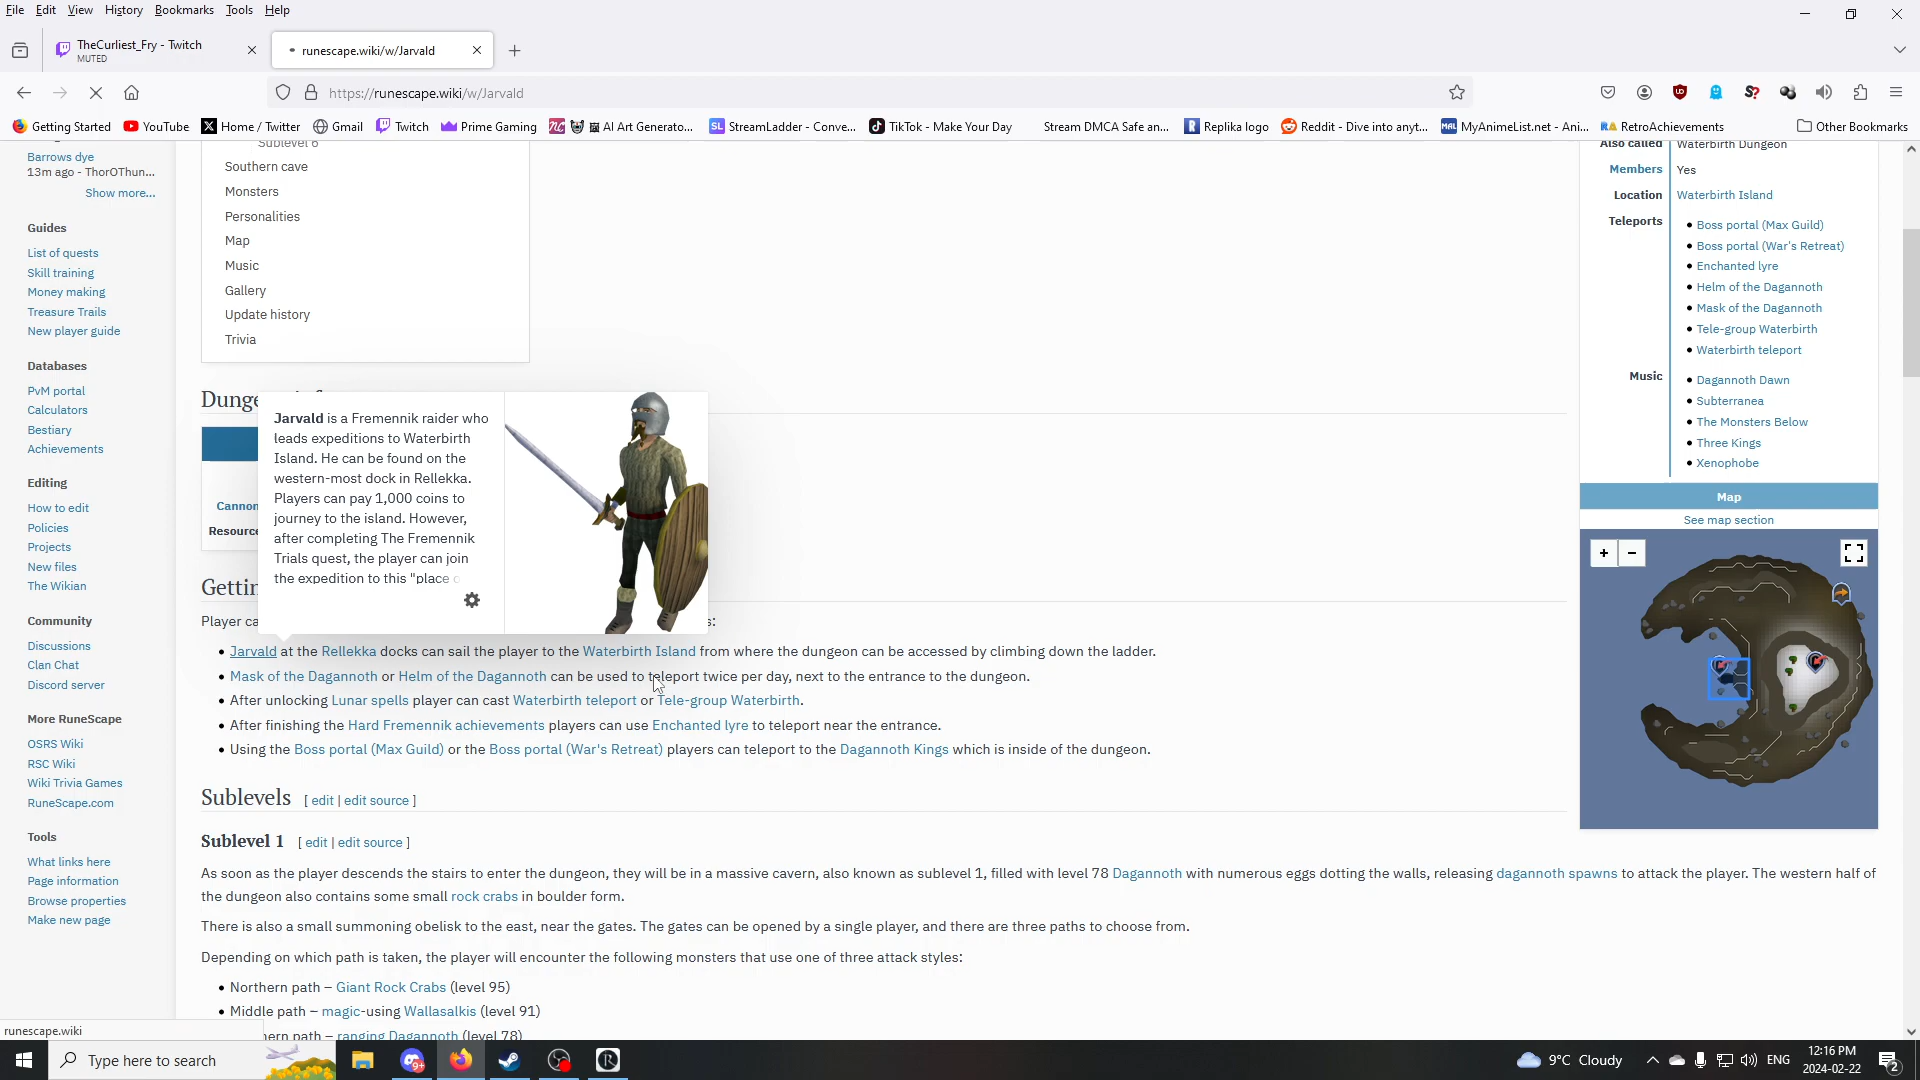 File Edit View History Bookmarks Tools Help
TheCurliest_Fry - Twitch
MUTED
runescape.wiki/w/Jarvald
https://runescape.wiki/w/Jarvald
Getting Started YouTube Home / Twitter Gmail Twitch Prime Gaming AI Art Generato... StreamLadder - Conve... TikTok - Make Your Day Stream DMCA Safe an... Replika logo Reddit - Dive into anyt... MyAnimeList.net - Ani... RetroAchievements Other Bookmarks
Barrows dye
13m ago - ThorOThun...
Show more...
Guides
List of quests
Skill training
Money making
Treasure Trails
New player guide
Databases
PvM portal
Calculators
Bestiary
Achievements
Editing
How to edit
Policies
Projects
New files
The Wikian
Community
Discussions
Clan Chat
Discord server
More RuneScape
OSRS Wiki
RSC Wiki
Wiki Trivia Games
RuneScape.com
Tools
What links here
Page information
Browse properties
Make new page
Sublevel 6
Southern cave
Monsters
Personalities
Map
Music
Gallery
Update history
Trivia
Jarvald is a Fremennik raider who
leads expeditions to Waterbirth
Island. He can be found on the
western-most dock in Rellekka.
Players can pay 1,000 coins to
journey to the island. However,
after completing The Fremennik
Trials quest, the player can join
the expedition to this "place o
Cannon
Jarvald at the Rellekka docks can sail the player to the Waterbirth Island from where the dungeon can be accessed by climbing down the ladder.
Mask of the Dagannoth or Helm of the Dagannoth can be used to teleport twice per day, next to the entrance to the dungeon.
After unlocking Lunar spells player can cast Waterbirth teleport or Tele-group Waterbirth.
After finishing the Hard Fremennik achievements players can use Enchanted lyre to teleport near the entrance.
Using the Boss portal (Max Guild) or the Boss portal (War's Retreat) players can teleport to the Dagannoth Kings which is inside of the dungeon.
Sublevels [ edit | edit source ]
Sublevel 1 [ edit | edit source ]
As soon as the player descends the stairs to enter the dungeon, they will be in a massive cavern, also known as sublevel 1, filled with level 78 Dagannoth with numerous eggs dotting the walls, releasing dagannoth spawns to attack the player. The western half of
the dungeon also contains some small rock crabs in boulder form.
There is also a small summoning obelisk to the east, near the gates. The gates can be opened by a single player, and there are three paths to choose from.
Depending on which path is taken, the player will encounter the following monsters that use one of three attack styles:
Northern path – Giant Rock Crabs (level 95)
Middle path – magic-using Wallasalkis (level 91)
hern path – ranging Dagannoth (level 78)
Also called Waterbirth Dungeon
Members Yes
Location Waterbirth Island
Teleports
Boss portal (Max Guild)
Boss portal (War's Retreat)
Enchanted lyre
Helm of the Dagannoth
Mask of the Dagannoth
Tele-group Waterbirth
Waterbirth teleport
Music
Dagannoth Dawn
Subterranea
The Monsters Below
Three Kings
Xenophobe
Map
See map section
+ −
runescape.wiki
Type here to search
9°C Cloudy
ENG
12:16 PM
2024-02-22
2